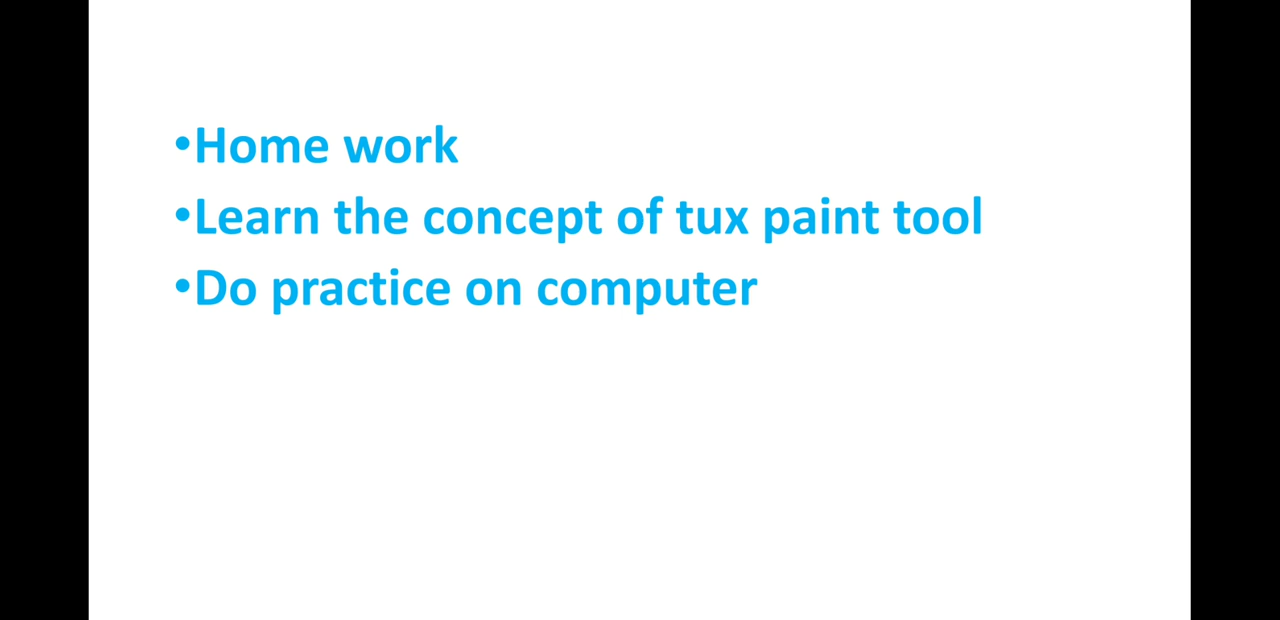 •Home work
•Learn the concept of tux paint tool
•Do practice on computer